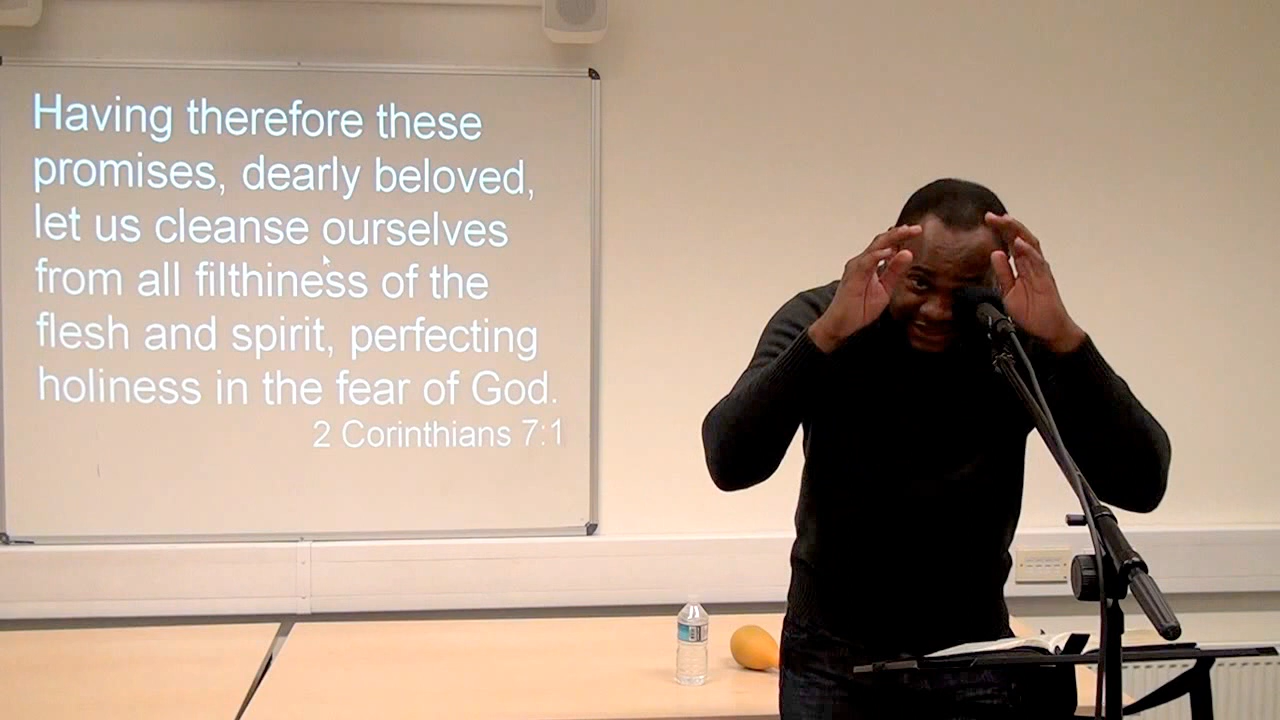 Having therefore these
promises, dearly beloved,
let us cleanse ourselves
from all filthiness of the
flesh and spirit, perfecting
holiness in the fear of God.
2 Corinthians 7:1